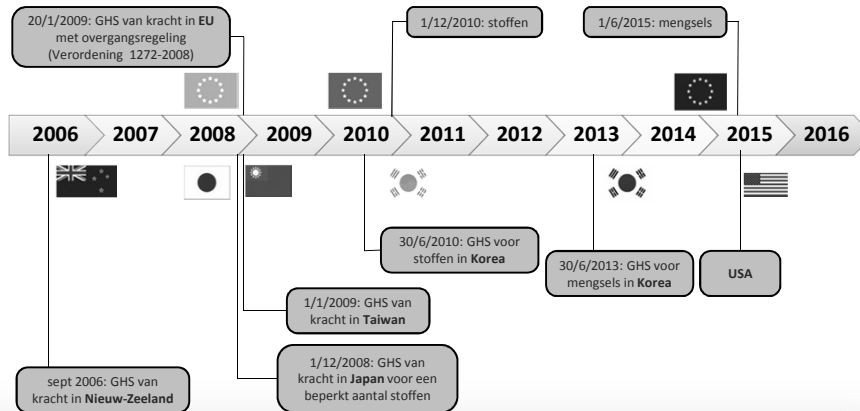 20/1/2009: GHS van kracht in EU
met overgangsregeling
(Verordening 1272-2008)
1/12/2010: stoffen
1/6/2015: mengsels
2006 2007 2008 2009 2010 2011 2012 2013 2014 2015 2016
30/6/2010: GHS voor
stoffen in Korea
30/6/2013: GHS voor
mengsels in Korea
USA
1/1/2009: GHS van
kracht in Taiwan
1/12/2008: GHS van
kracht in Japan voor een
beperkt aantal stoffen
sept 2006: GHS van
kracht in Nieuw-Zeeland